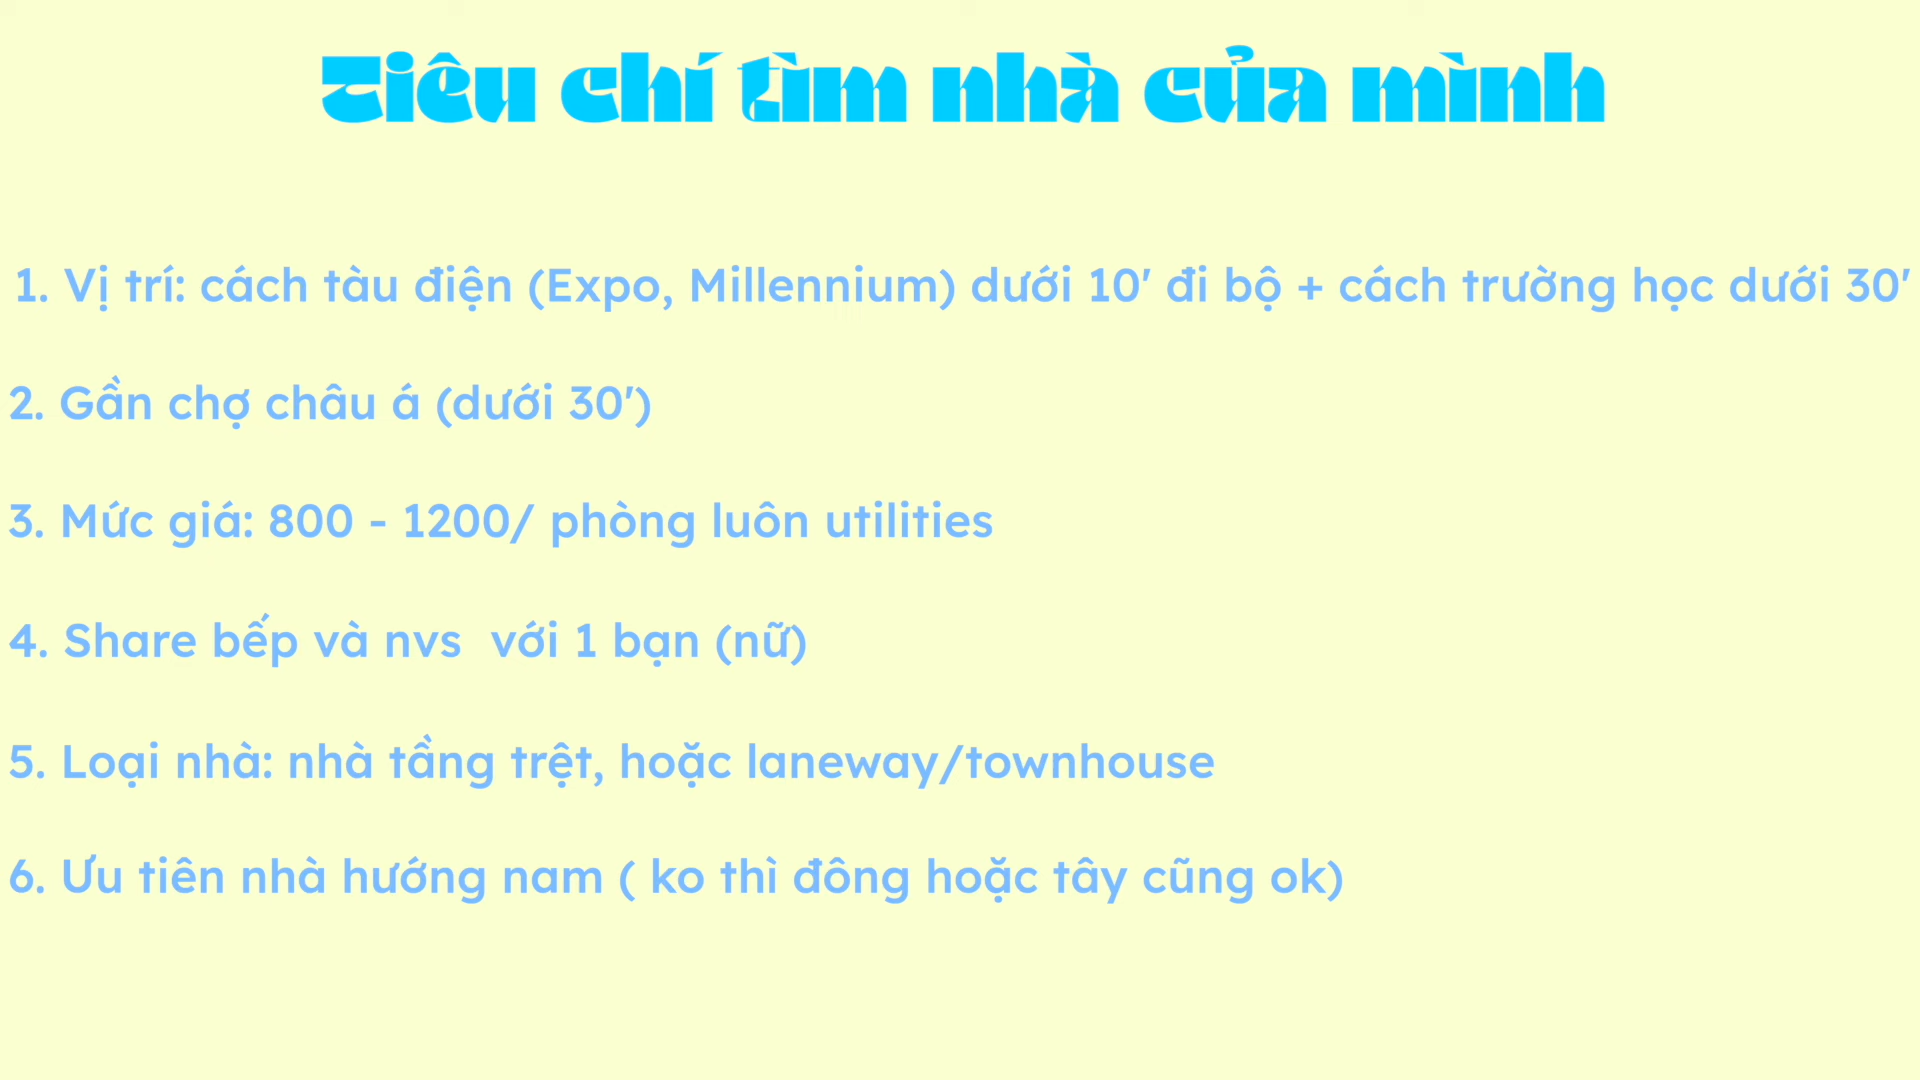 Tiêu chí tìm nhà của mình
1. Vị trí: cách tàu điện (Expo, Millennium) dưới 10' đi bộ + cách trường học dưới 30'
2. Gần chợ châu á (dưới 30')
3. Mức giá: 800 - 1200/ phòng luôn utilities
4. Share bếp và nvs  với 1 bạn (nữ)
5. Loại nhà: nhà tầng trệt, hoặc laneway/townhouse
6. Ưu tiên nhà hướng nam ( ko thì đông hoặc tây cũng ok)